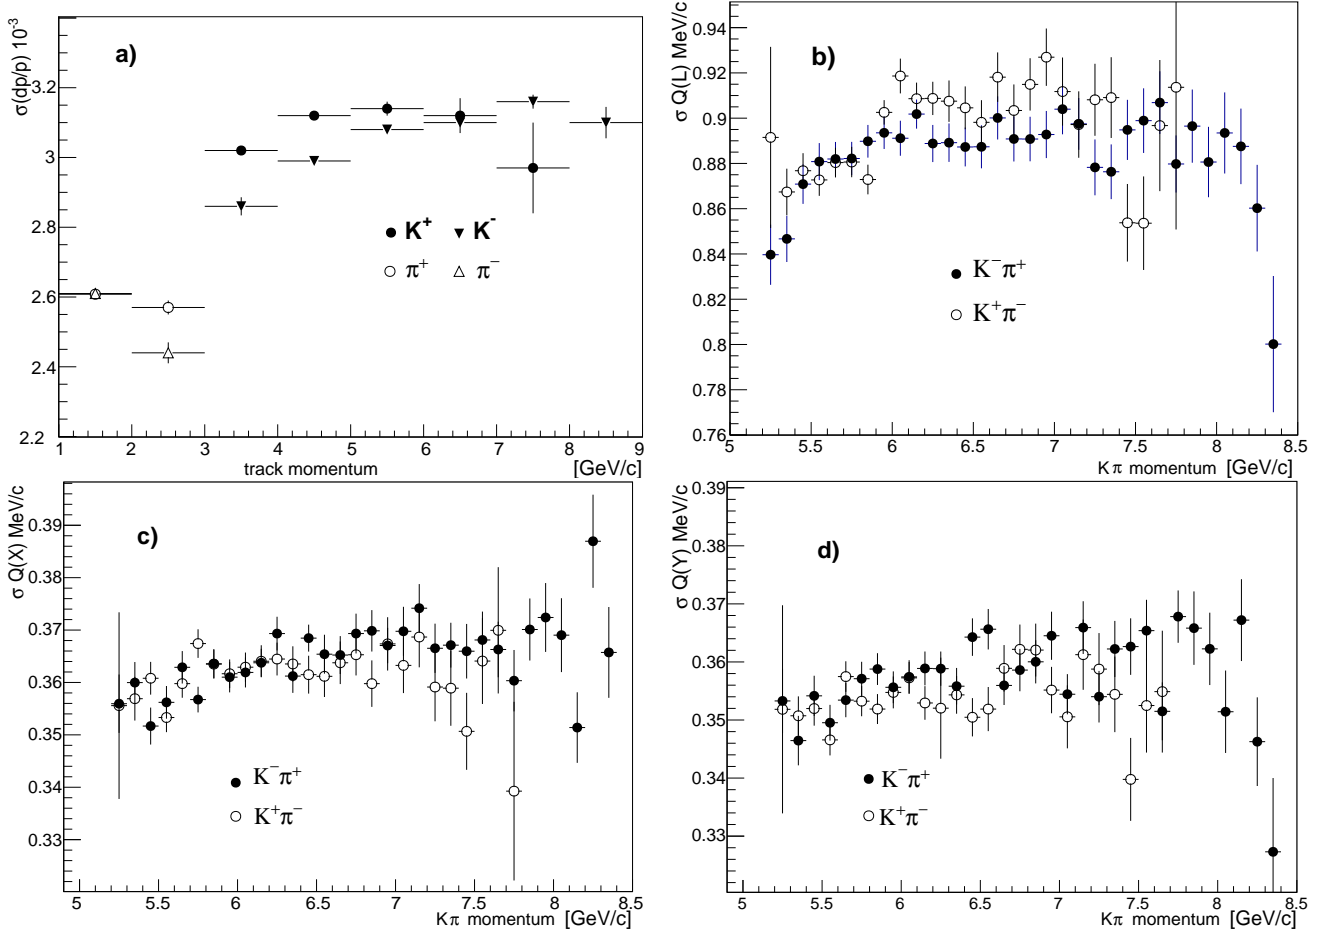 a)
σ(dp/p) 10⁻³
3.2
3
2.8
2.6
2.4
2.2
K⁺ K⁻
π⁺ π⁻
1 2 3 4 5 6 7 8 9
track momentum [GeV/c]
b)
σ Q(L) MeV/c
0.94
0.92
0.9
0.88
0.86
0.84
0.82
0.8
0.78
0.76
K⁻π⁺
K⁺π⁻
5 5.5 6 6.5 7 7.5 8 8.5
Kπ momentum [GeV/c]
c)
σ Q(X) MeV/c
0.39
0.38
0.37
0.36
0.35
0.34
0.33
K⁻π⁺
K⁺π⁻
5 5.5 6 6.5 7 7.5 8 8.5
Kπ momentum [GeV/c]
d)
σ Q(Y) MeV/c
0.39
0.38
0.37
0.36
0.35
0.34
0.33
K⁻π⁺
K⁺π⁻
5 5.5 6 6.5 7 7.5 8 8.5
Kπ momentum [GeV/c]